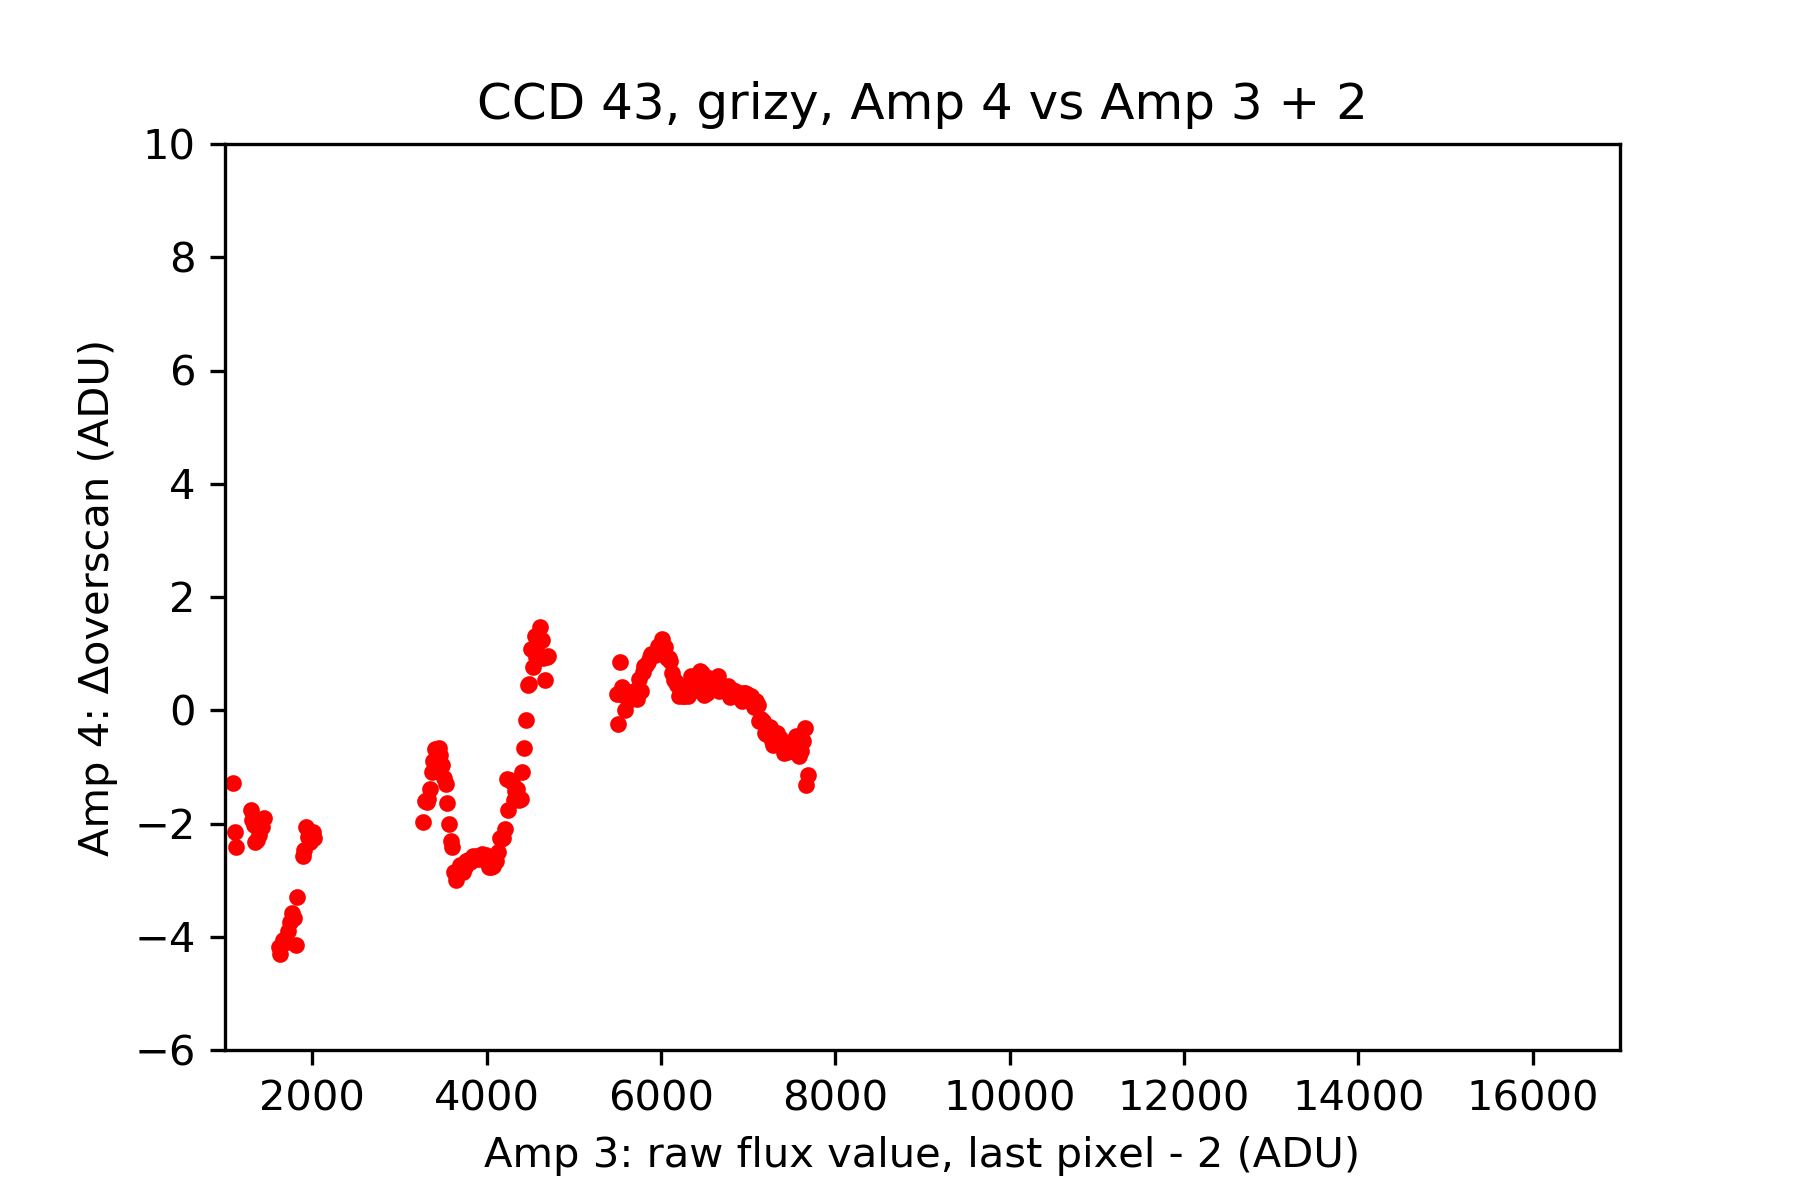 CCD 43, grizy, Amp 4 vs Amp 3 + 2
10
8
6
4
2
0
−2
−4
−6
Amp 4: Δoverscan (ADU)
2000 4000 6000 8000 10000 12000 14000 16000
Amp 3: raw flux value, last pixel - 2 (ADU)